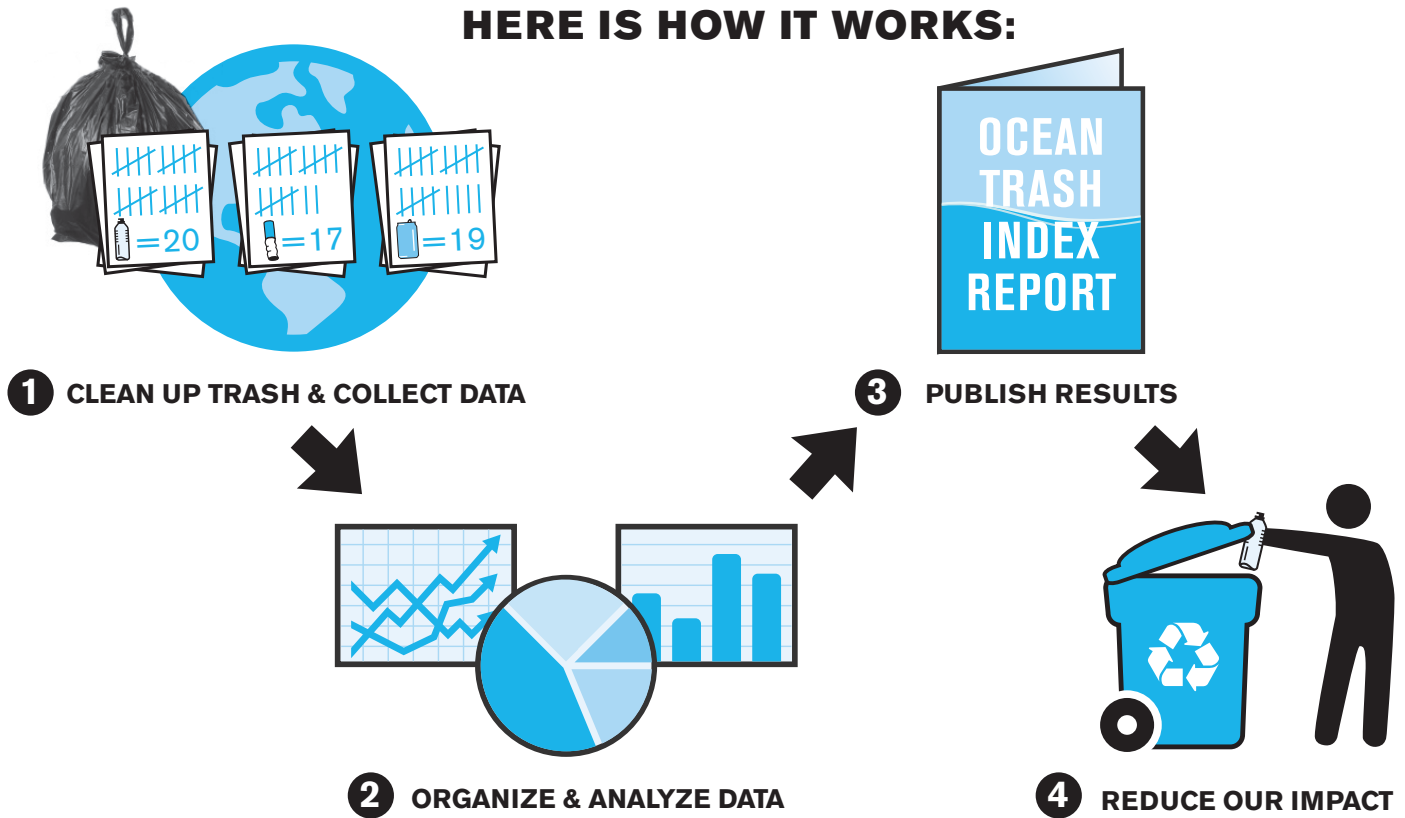 HERE IS HOW IT WORKS:
=20
=17
=19
1 CLEAN UP TRASH & COLLECT DATA
2 ORGANIZE & ANALYZE DATA
OCEAN
TRASH
INDEX
REPORT
3 PUBLISH RESULTS
4 REDUCE OUR IMPACT